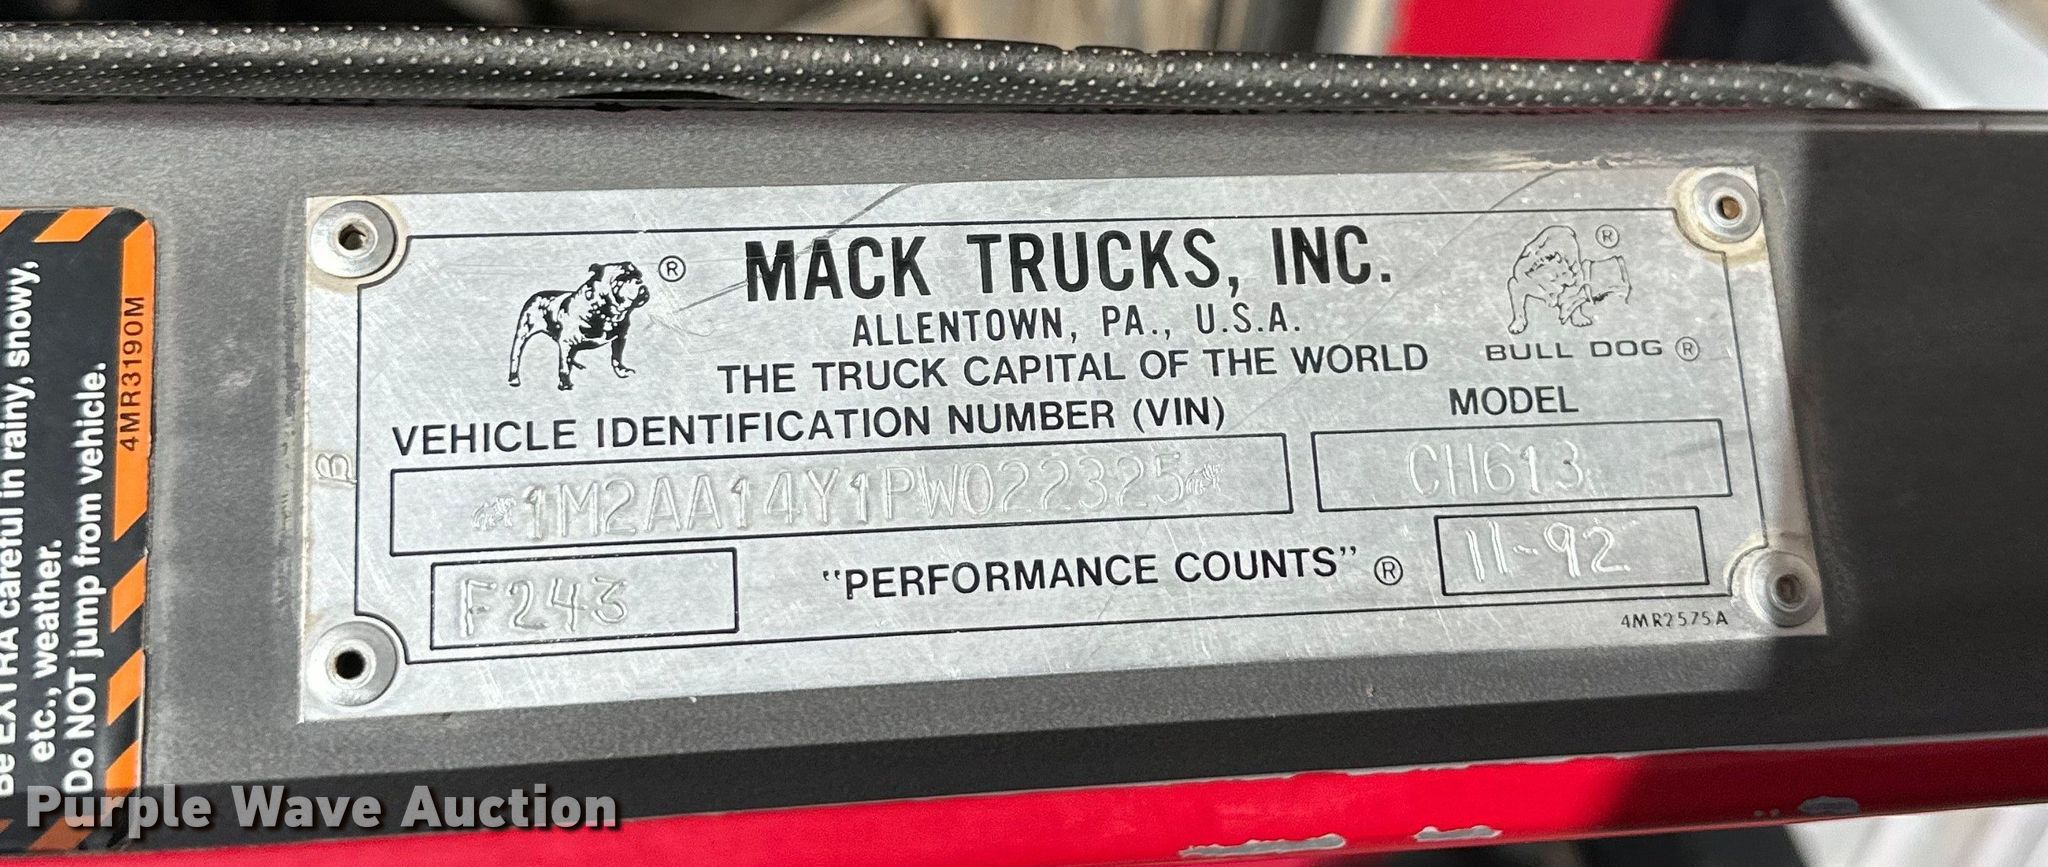 Be EXTRA careful in rainy, snowy,
etc., weather.
Do NOT jump from vehicle.
4MR3190M
® MACK TRUCKS, INC. ®
ALLENTOWN, PA., U.S.A.
THE TRUCK CAPITAL OF THE WORLD
BULL DOG ®
VEHICLE IDENTIFICATION NUMBER (VIN)
MODEL
B
1M2AA14Y1PW022325
CH613
F243
"PERFORMANCE COUNTS" ®
11-92
4MR2575A
Purple Wave Auction